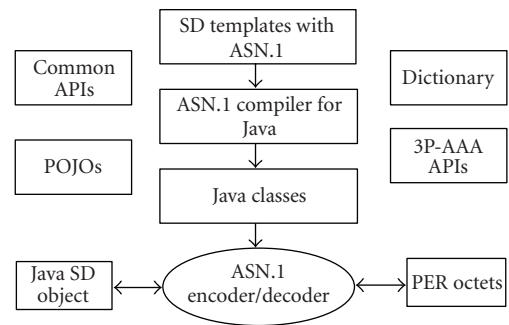 SD templates with
ASN.1
Common
APIs
Dictionary
ASN.1 compiler for
Java
POJOs
3P-AAA
APIs
Java classes
Java SD
object
ASN.1
encoder/decoder
PER octets